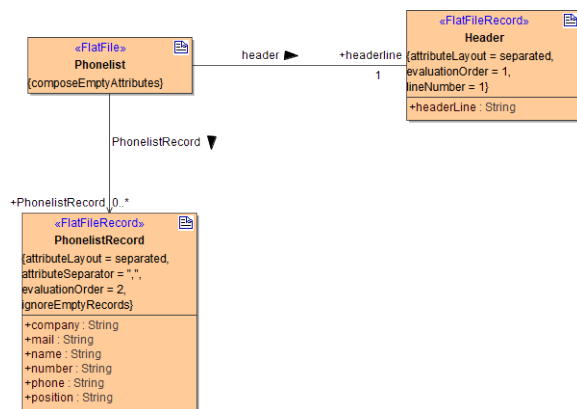 «FlatFile»
Phonelist
{composeEmptyAttributes}
header
+headerline
1
«FlatFileRecord»
Header
{attributeLayout = separated,
evaluationOrder = 1,
lineNumber = 1}
+headerLine : String
PhonelistRecord
+PhonelistRecord 0..*
«FlatFileRecord»
PhonelistRecord
{attributeLayout = separated,
attributeSeparator = ",",
evaluationOrder = 2,
ignoreEmptyRecords}
+company : String
+mail : String
+name : String
+number : String
+phone : String
+position : String